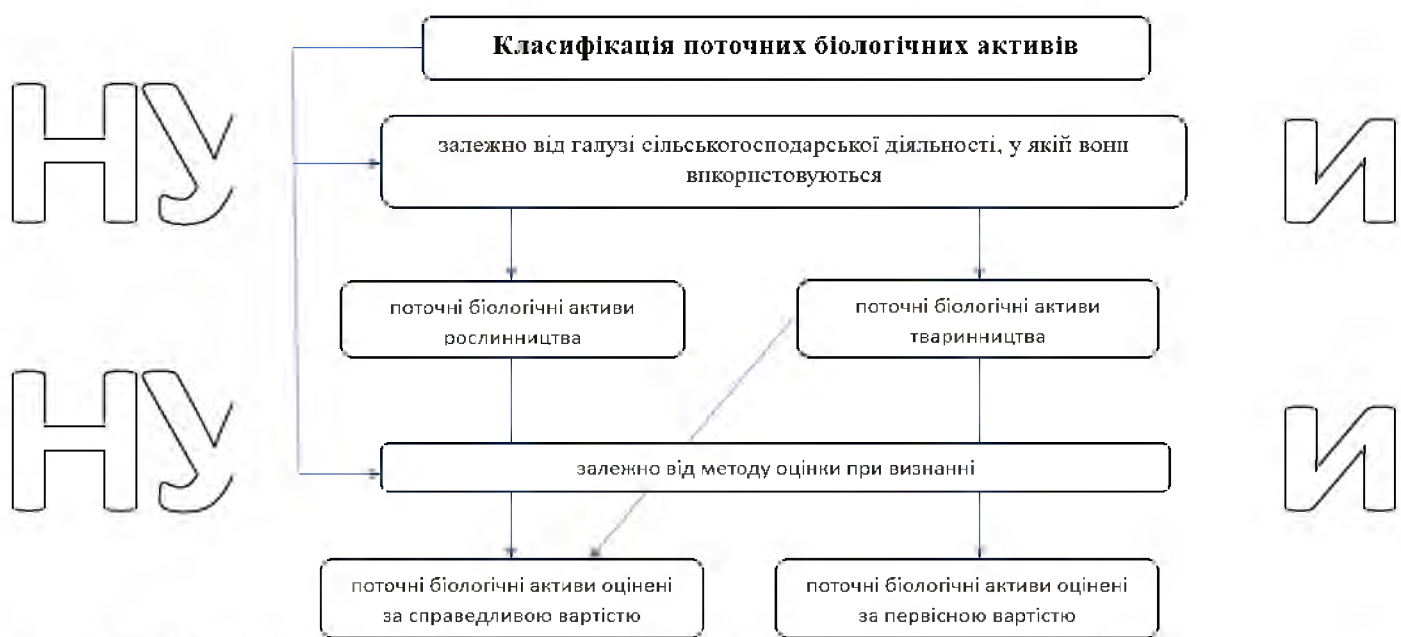 Класифікація поточних біологічних активів
НУ
И
залежно від галузі сільськогосподарської діяльності, у якій вони
використовуються
поточні біологічні активи
рослинництва
поточні біологічні активи
тваринництва
НУ
И
залежно від методу оцінки при визнанні
поточні біологічні активи оцінені
за справедливою вартістю
поточні біологічні активи оцінені
за первісною вартістю